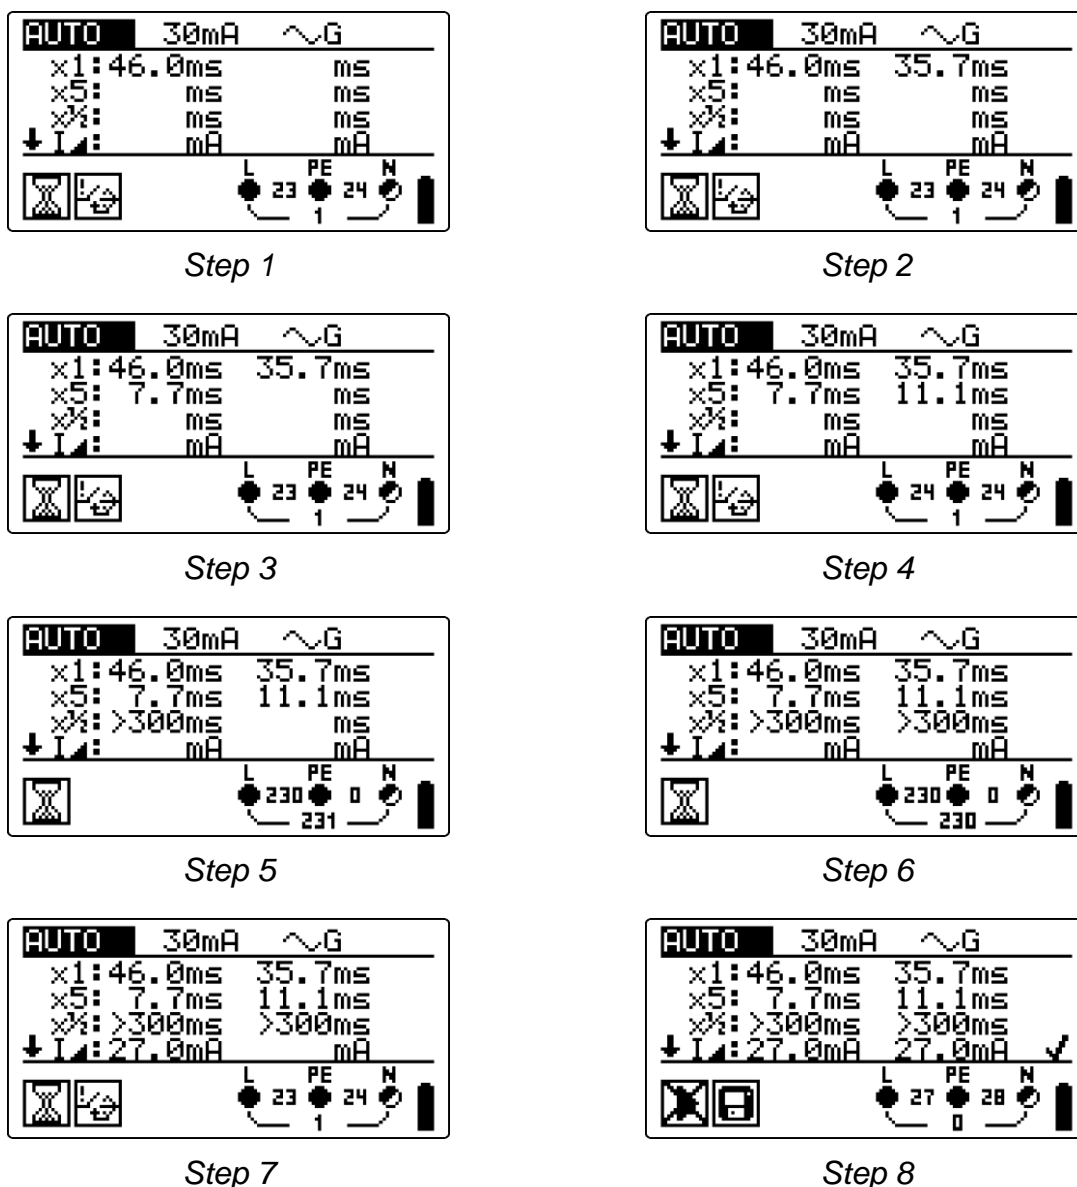 AUTO 30mA ∿G
x1:46.0ms ms
x5: ms ms
x½: ms ms
I◢: mA mA
L PE N
23 24
1
Step 1
AUTO 30mA ∿G
x1:46.0ms 35.7ms
x5: ms ms
x½: ms ms
I◢: mA mA
L PE N
23 24
1
Step 2
AUTO 30mA ∿G
x1:46.0ms 35.7ms
x5: 7.7ms ms
x½: ms ms
I◢: mA mA
L PE N
23 24
1
Step 3
AUTO 30mA ∿G
x1:46.0ms 35.7ms
x5: 7.7ms 11.1ms
x½: ms ms
I◢: mA mA
L PE N
24 24
1
Step 4
AUTO 30mA ∿G
x1:46.0ms 35.7ms
x5: 7.7ms 11.1ms
x½:>300ms ms
I◢: mA mA
L PE N
230 0
231
Step 5
AUTO 30mA ∿G
x1:46.0ms 35.7ms
x5: 7.7ms 11.1ms
x½:>300ms >300ms
I◢: mA mA
L PE N
230 0
230
Step 6
AUTO 30mA ∿G
x1:46.0ms 35.7ms
x5: 7.7ms 11.1ms
x½:>300ms >300ms
I◢:27.0mA mA
L PE N
23 24
1
Step 7
AUTO 30mA ∿G
x1:46.0ms 35.7ms
x5: 7.7ms 11.1ms
x½:>300ms >300ms
I◢:27.0mA 27.0mA ✓
L PE N
27 28
0
Step 8